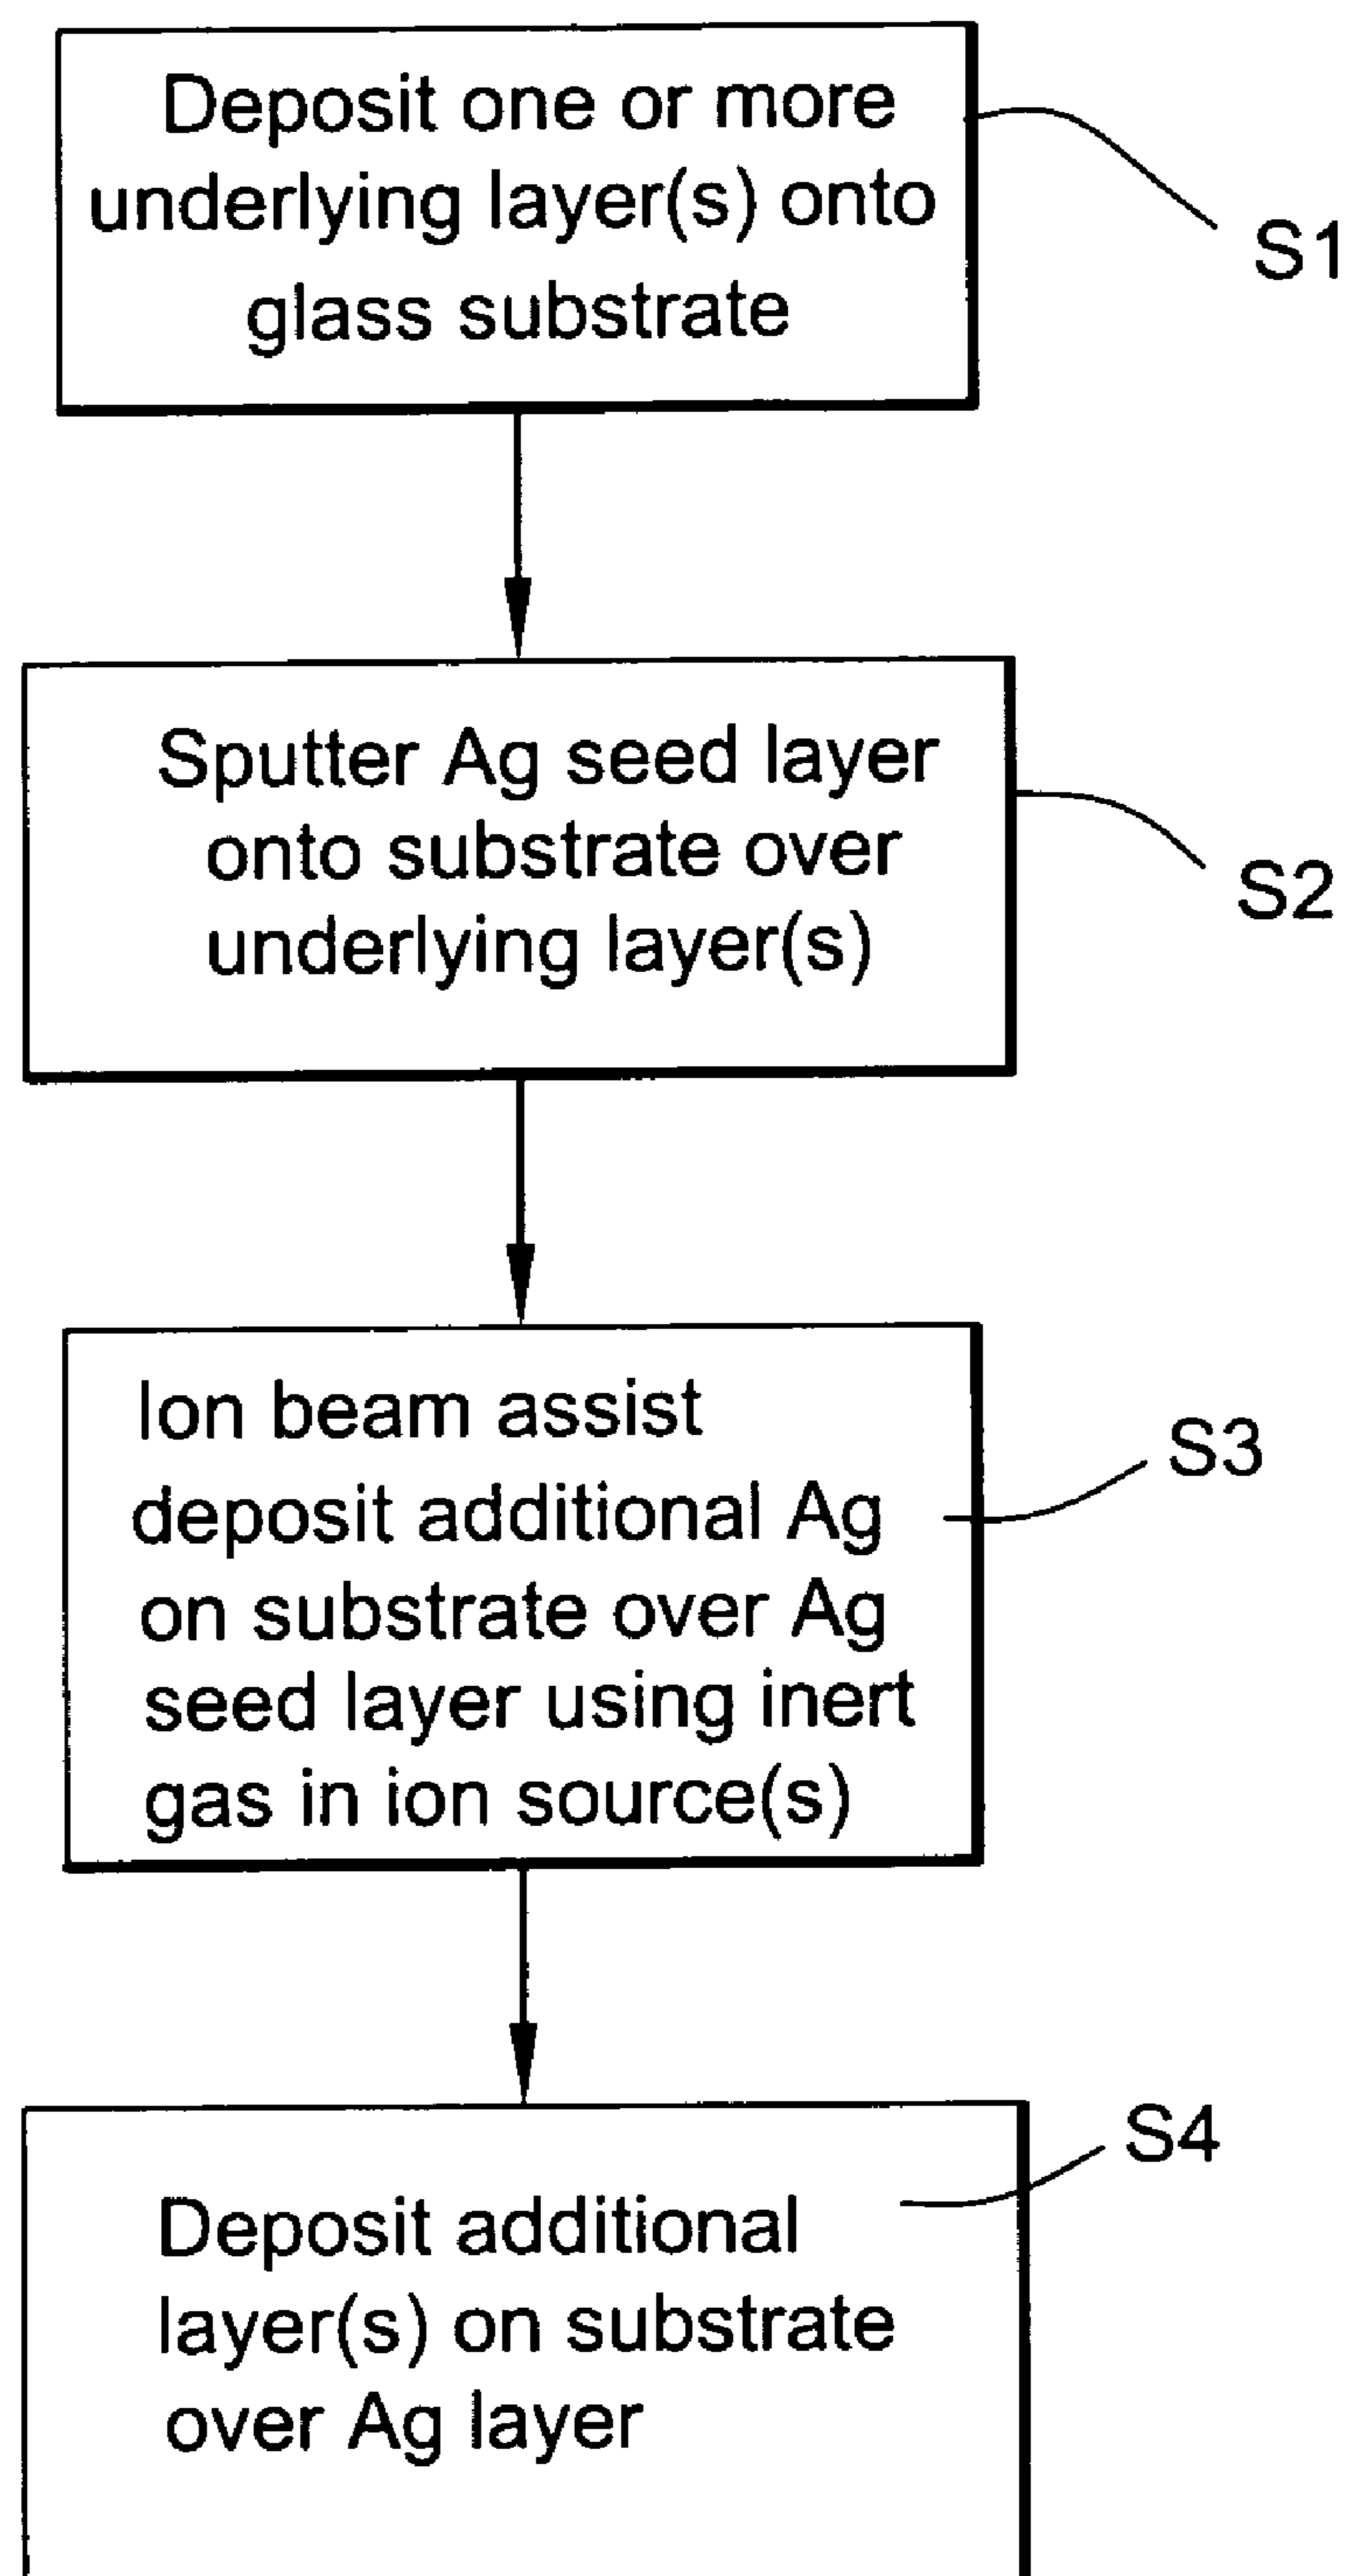 Deposit one or more
underlying layer(s) onto
glass substrate
S1
Sputter Ag seed layer
onto substrate over
underlying layer(s)
S2
Ion beam assist
deposit additional Ag
on substrate over Ag
seed layer using inert
gas in ion source(s)
S3
Deposit additional
layer(s) on substrate
over Ag layer
S4